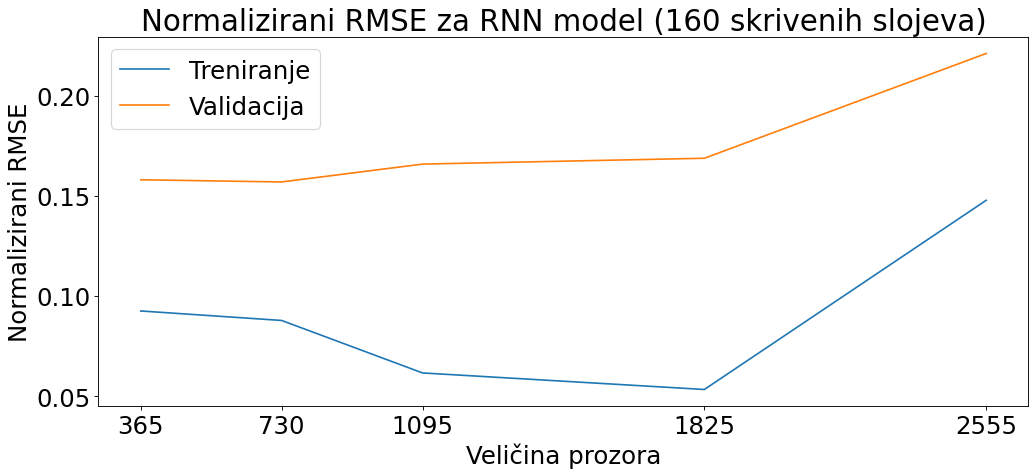 Normalizirani RMSE za RNN model (160 skrivenih slojeva)
Treniranje
Validacija
Normalizirani RMSE
0.20
0.15
0.10
0.05
365 730 1095 1825 2555
Veličina prozora